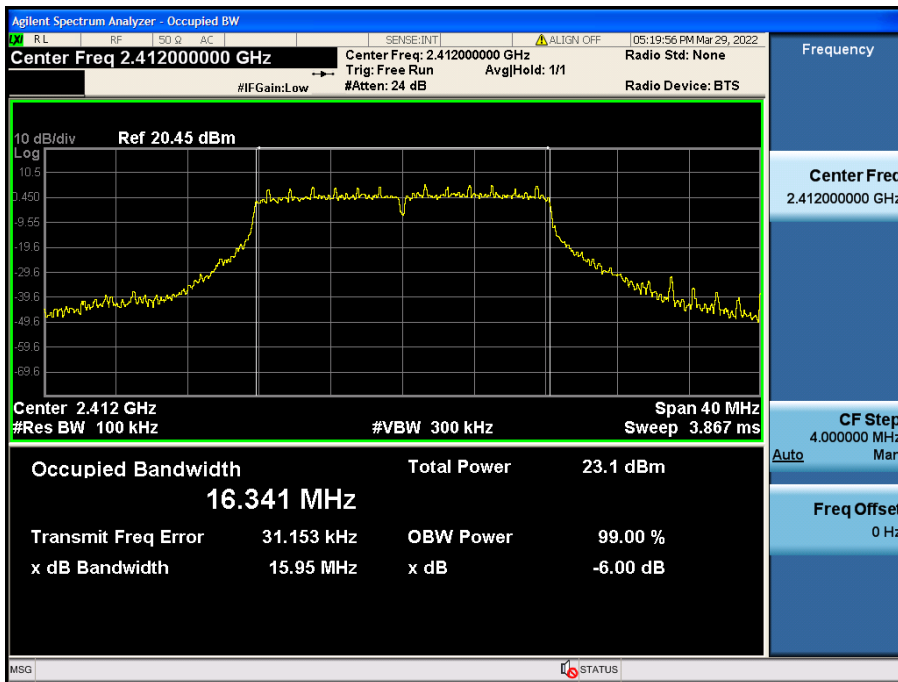 Agilent Spectrum Analyzer - Occupied BW
LXI RL RF 50 Ω AC SENSE:INT ALIGN OFF 05:19:56 PM Mar 29, 2022
Center Freq 2.412000000 GHz
Center Freq: 2.412000000 GHz
Radio Std: None
Trig: Free Run
Avg|Hold: 1/1
#IFGain:Low
#Atten: 24 dB
Radio Device: BTS
10 dB/div
Ref 20.45 dBm
Log
10.5
0.450
-9.55
-19.6
-29.6
-39.6
-49.6
-59.6
-69.6
Center 2.412 GHz
Span 40 MHz
#Res BW 100 kHz
#VBW 300 kHz
Sweep 3.867 ms
Occupied Bandwidth
Total Power 23.1 dBm
16.341 MHz
Transmit Freq Error 31.153 kHz
OBW Power 99.00 %
x dB Bandwidth 15.95 MHz
x dB -6.00 dB
MSG
STATUS
Frequency
Center Freq
2.412000000 GHz
CF Step
4.000000 MHz
Auto Man
Freq Offset
0 Hz